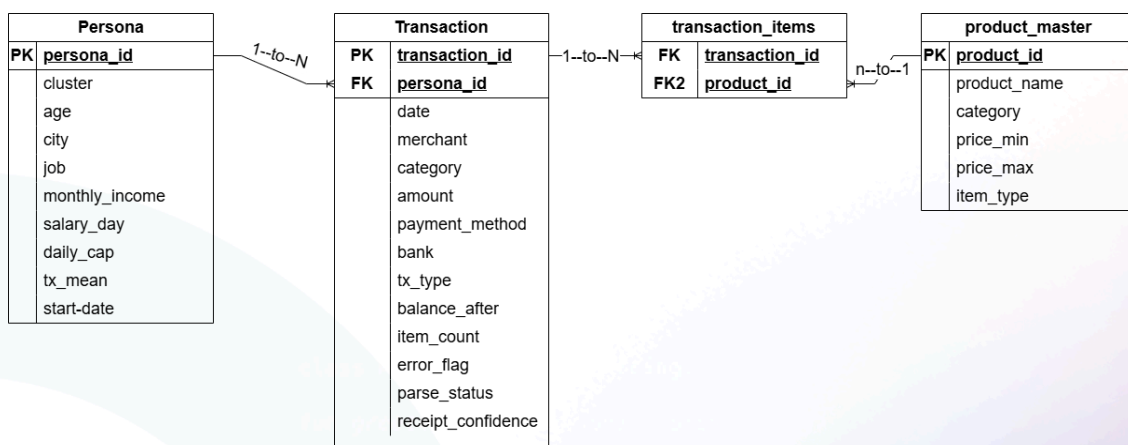 Persona
PK persona_id
cluster
age
city
job
monthly_income
salary_day
daily_cap
tx_mean
start-date
1--to--N
Transaction
PK transaction_id
FK persona_id
date
merchant
category
amount
payment_method
bank
tx_type
balance_after
item_count
error_flag
parse_status
receipt_confidence
1--to--N
transaction_items
FK transaction_id
FK2 product_id
n--to--1
product_master
PK product_id
product_name
category
price_min
price_max
item_type